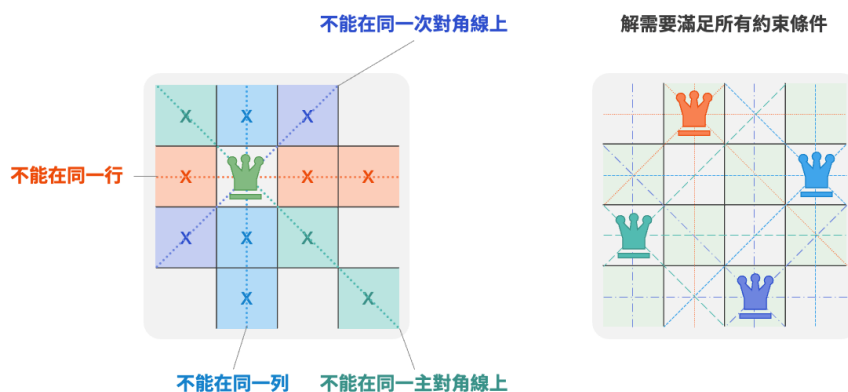 不能在同一次對角線上
解需要滿足所有約束條件
X X X
不能在同一行
X X X
X X X
X X
不能在同一列
不能在同一主對角線上